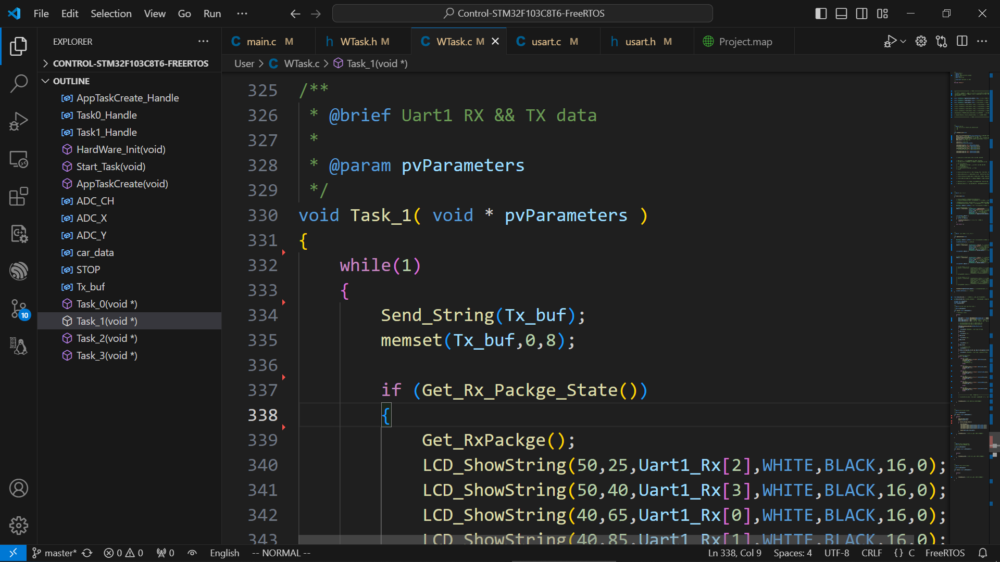 File Edit Selection View Go Run ··· Control-STM32F103C8T6-FreeRTOS
EXPLORER ···
main.c M WTask.h M WTask.c M usart.c M usart.h M Project.map
CONTROL-STM32F103C8T6-FREERTOS
User > C WTask.c > Task_1(void *)
OUTLINE
AppTaskCreate_Handle
Task0_Handle
Task1_Handle
HardWare_Init(void)
Start_Task(void)
AppTaskCreate(void)
ADC_CH
ADC_X
ADC_Y
car_data
STOP
Tx_buf
Task_0(void *)
Task_1(void *)
Task_2(void *)
Task_3(void *)
325 /**
326  * @brief Uart1 RX && TX data
327  *
328  * @param pvParameters
329  */
330 void Task_1( void * pvParameters )
331 {
332     while(1)
333     {
334         Send_String(Tx_buf);
335         memset(Tx_buf,0,8);
336
337         if (Get_Rx_Packge_State())
338         {
339             Get_RxPackge();
340             LCD_ShowString(50,25,Uart1_Rx[2],WHITE,BLACK,16,0);
341             LCD_ShowString(50,40,Uart1_Rx[3],WHITE,BLACK,16,0);
342             LCD_ShowString(40,65,Uart1_Rx[0],WHITE,BLACK,16,0);
343             LCD_ShowString(40,85,Uart1_Rx[1],WHITE,BLACK,16,0);
10
master* 0 0 0 English -- NORMAL -- Ln 338, Col 9 Spaces: 4 UTF-8 CRLF {} C FreeRTOS